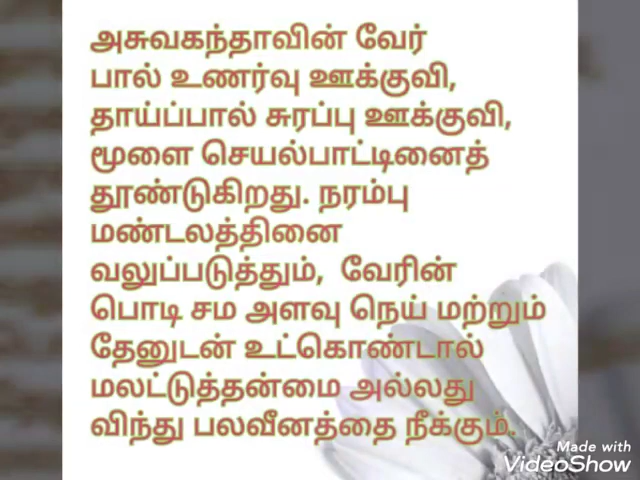 அசுவகந்தாவின் வேர்
பால் உணர்வு ஊக்குவி,
தாய்ப்பால் சுரப்பு ஊக்குவி,
மூளை செயல்பாட்டினைத்
தூண்டுகிறது. நரம்பு
மண்டலத்தினை
வலுப்படுத்தும், வேரின்
பொடி சம அளவு நெய் மற்றும்
தேனுடன் உட்கொண்டால்
மலட்டுத்தன்மை அல்லது
விந்து பலவீனத்தை நீக்கும்.
Made with
VideoShow